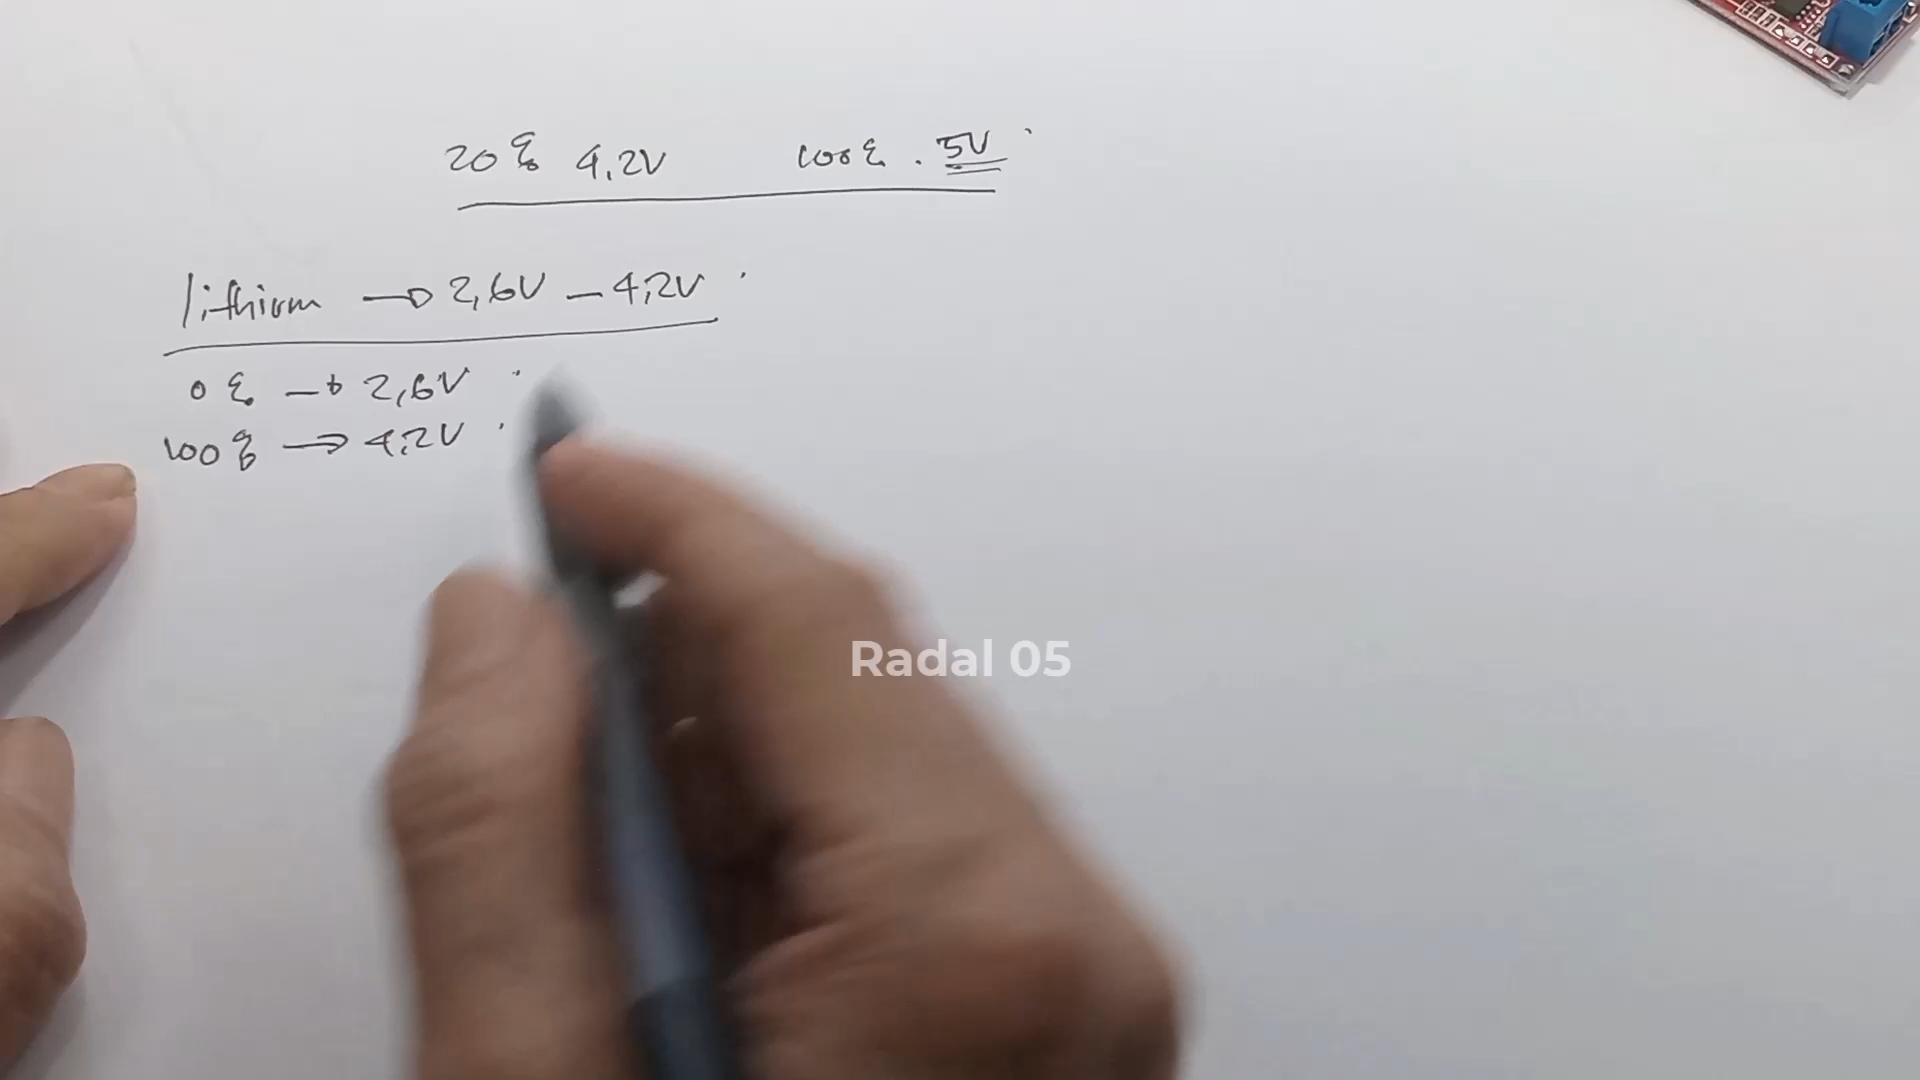 20% 4,2V 100% . 5V
lithium → 2,6V – 4,2V
0% → 2,6V
100% → 4,2V
Radal 05